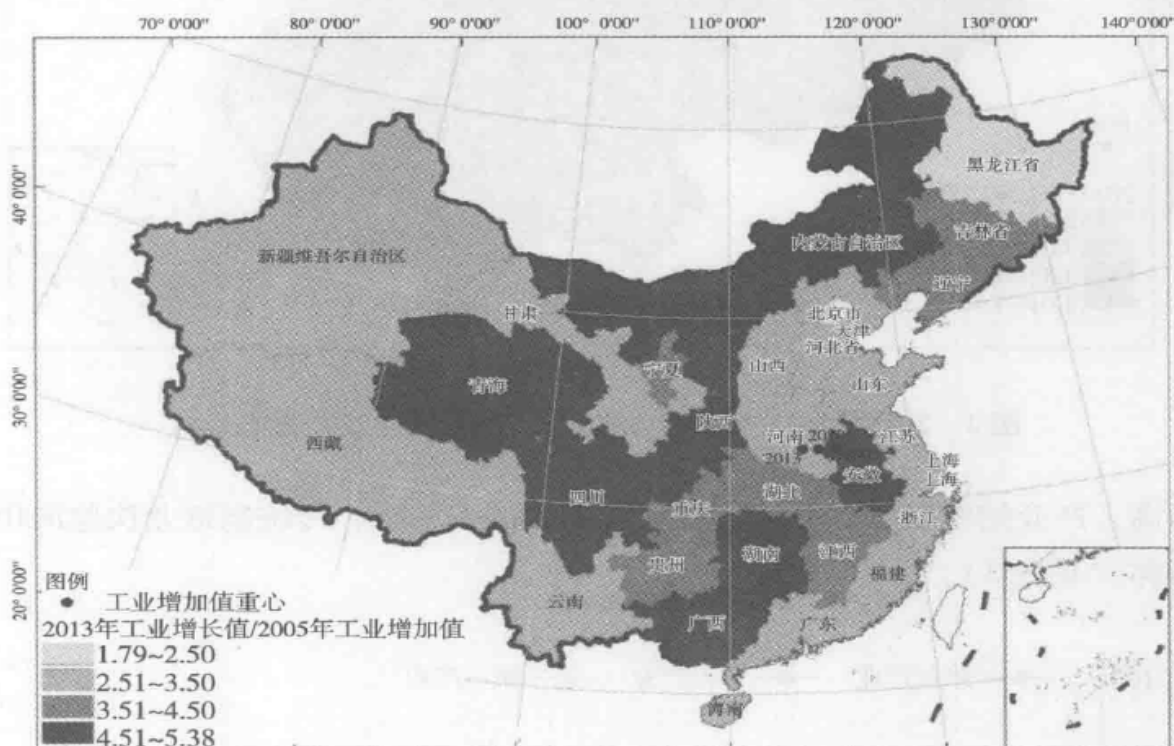 70° 0'00" 80° 0'00" 90° 0'00" 100° 0'00" 110° 0'00" 120° 0'00" 130° 0'00" 140° 0'00"
40° 0'00"
30° 0'00"
20° 0'00"
黑龙江省
内蒙古自治区
吉林省
新疆维吾尔自治区
辽宁
北京市
甘肃
天津
河北省
宁夏
山西
青海
山东
陕西
西藏
河南
江苏
2013
上海
安徽
上海
四川
湖北
重庆
浙江
湖南
江西
贵州
福建
云南
广西
广东
海南
图例
工业增加值重心
2013年工业增长值/2005年工业增加值
1.79~2.50
2.51~3.50
3.51~4.50
4.51~5.38